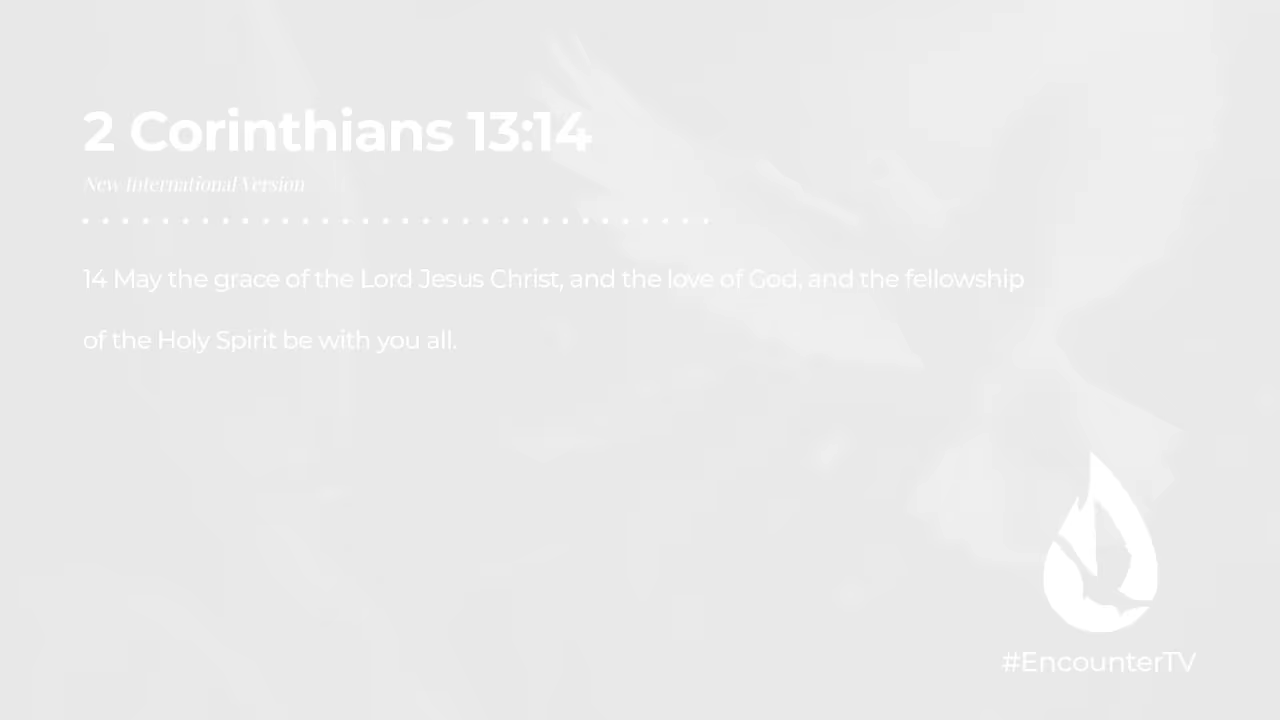 2 Corinthians 13:14
New International Version
14 May the grace of the Lord Jesus Christ, and the love of God, and the fellowship
of the Holy Spirit be with you all.
#EncounterTV